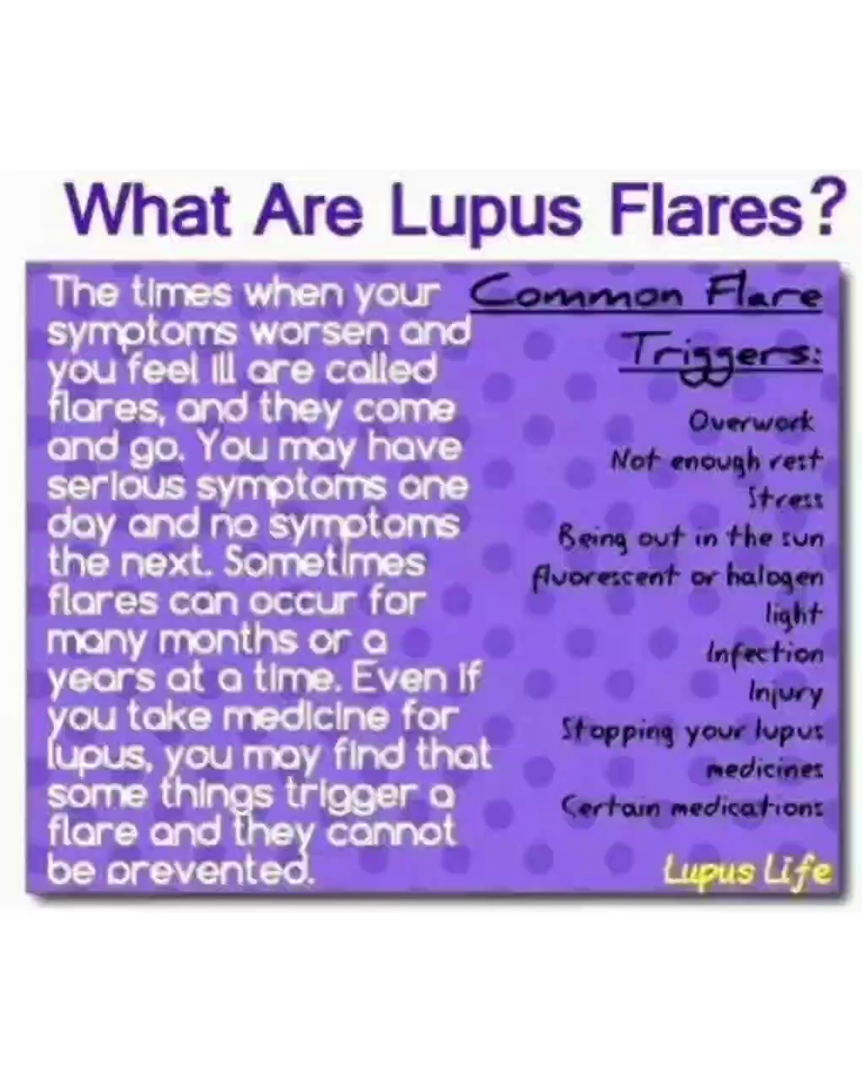 What Are Lupus Flares?
The times when your
symptoms worsen and
you feel ill are called
flares, and they come
and go. You may have
serious symptoms one
day and no symptoms
the next. Sometimes
flares can occur for
many months or a
years at a time. Even if
you take medicine for
lupus, you may find that
some things trigger a
flare and they cannot
be prevented.
Common Flare
Triggers:
Overwork
Not enough rest
Stress
Being out in the sun
fluorescent or halogen
light
Infection
Injury
Stopping your lupus
medicines
Certain medications
Lupus Life